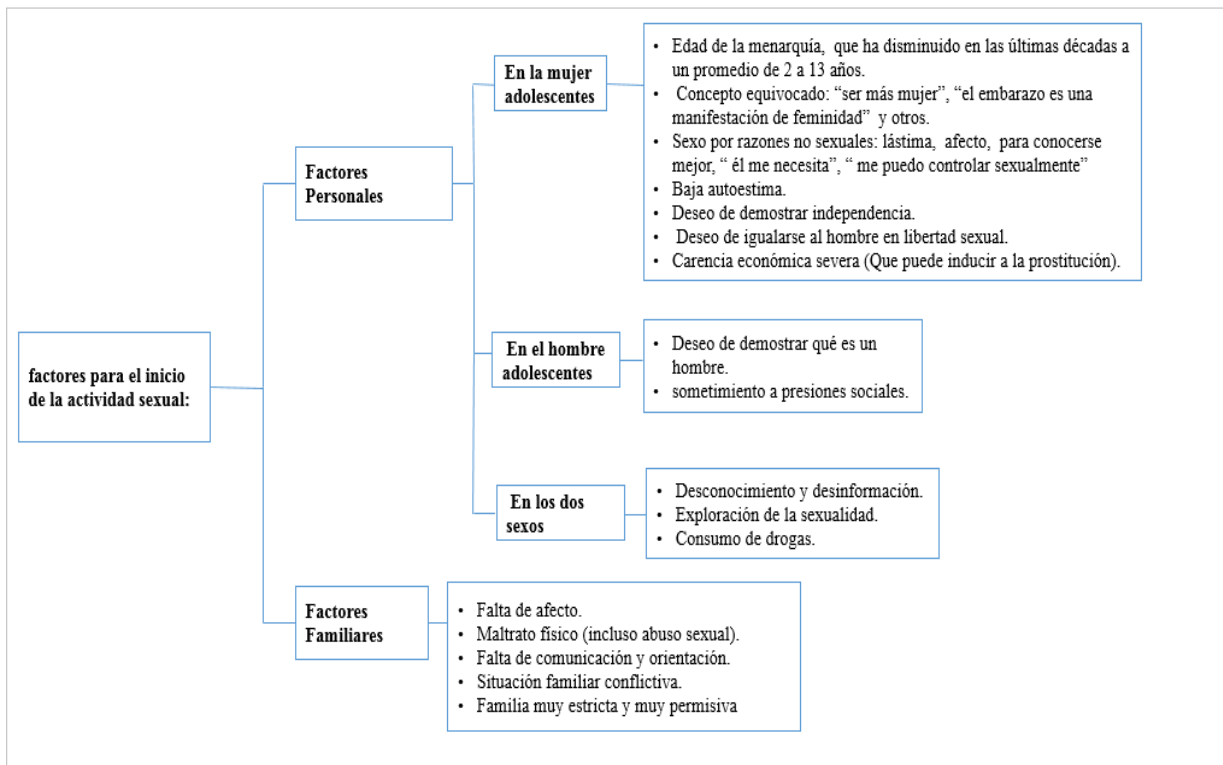 factores para el inicio
de la actividad sexual:
Factores
Personales
En la mujer
adolescentes
• Edad de la menarquía, que ha disminuido en las últimas décadas a
un promedio de 2 a 13 años.
• Concepto equivocado: “ser más mujer”, “el embarazo es una
manifestación de feminidad” y otros.
• Sexo por razones no sexuales: lástima, afecto, para conocerse
mejor, “ él me necesita”, “ me puedo controlar sexualmente”
• Baja autoestima.
• Deseo de demostrar independencia.
• Deseo de igualarse al hombre en libertad sexual.
• Carencia económica severa (Que puede inducir a la prostitución).
En el hombre
adolescentes
• Deseo de demostrar qué es un
hombre.
• sometimiento a presiones sociales.
En los dos
sexos
• Desconocimiento y desinformación.
• Exploración de la sexualidad.
• Consumo de drogas.
Factores
Familiares
• Falta de afecto.
• Maltrato físico (incluso abuso sexual).
• Falta de comunicación y orientación.
• Situación familiar conflictiva.
• Familia muy estricta y muy permisiva